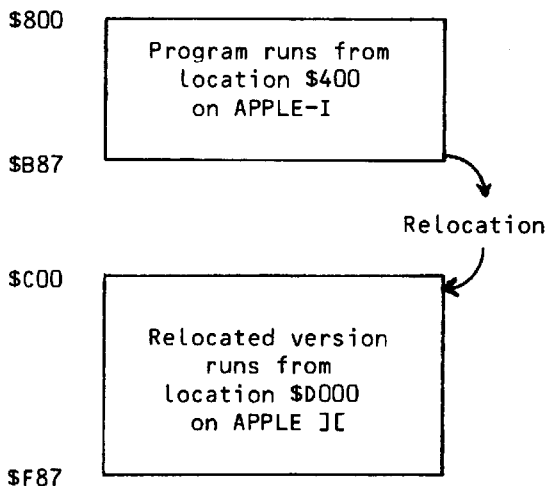 $800
Program runs from
location $400
on APPLE-I
$B87
Relocation
$C00
Relocated version
runs from
location $D000
on APPLE ][
$F87